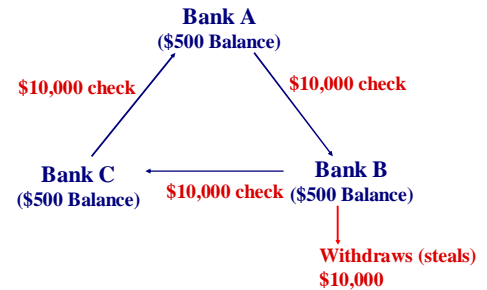 Bank A
($500 Balance)
$10,000 check
$10,000 check
Bank C
($500 Balance)
$10,000 check
Bank B
($500 Balance)
Withdraws (steals)
$10,000